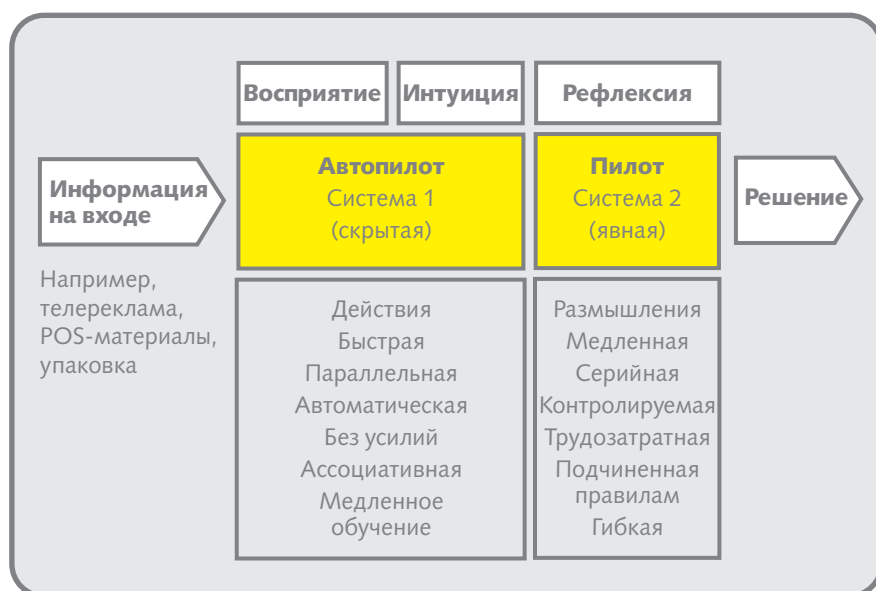 Восприятие
Интуиция
Рефлексия
Информация
на входе
Автопилот
Система 1
(скрытая)
Пилот
Система 2
(явная)
Решение
Например,
телереклама,
POS-материалы,
упаковка
Действия
Быстрая
Параллельная
Автоматическая
Без усилий
Ассоциативная
Медленное
обучение
Размышления
Медленная
Серийная
Контролируемая
Трудозатратная
Подчиненная
правилам
Гибкая